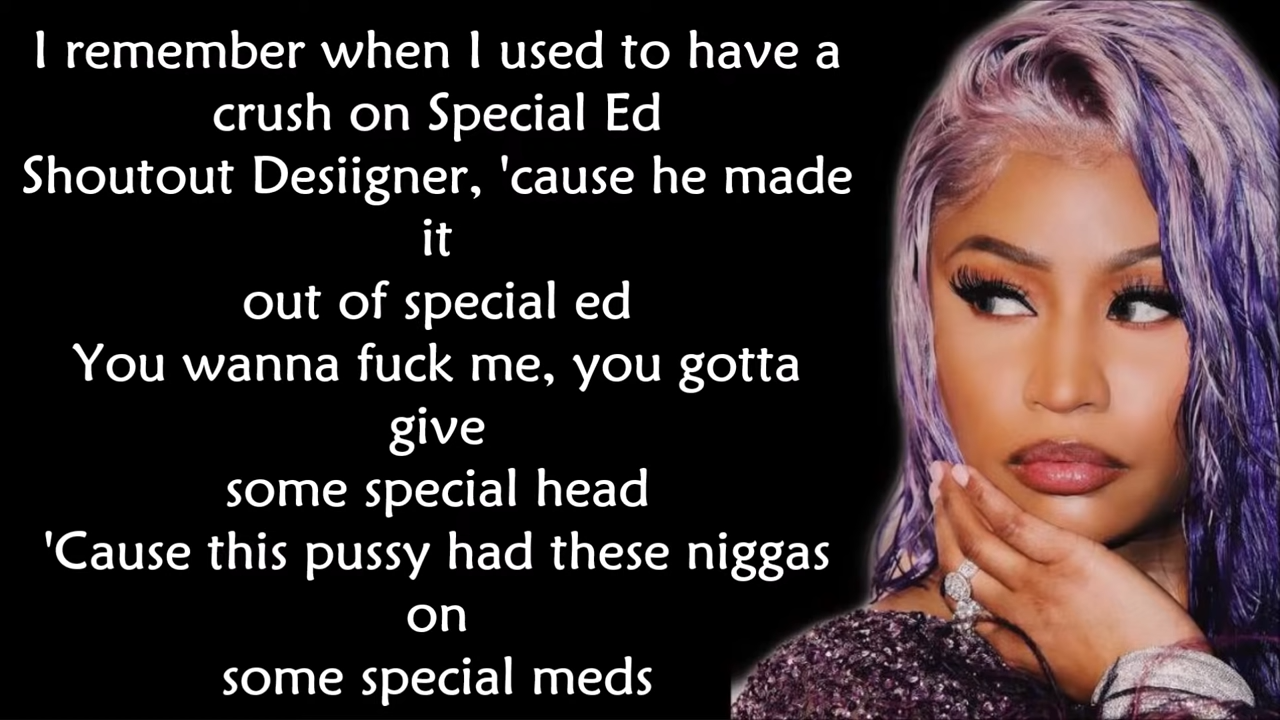 I remember when I used to have a
crush on Special Ed
Shoutout Desiigner, 'cause he made
it
out of special ed
You wanna fuck me, you gotta
give
some special head
'Cause this pussy had these niggas
on
some special meds